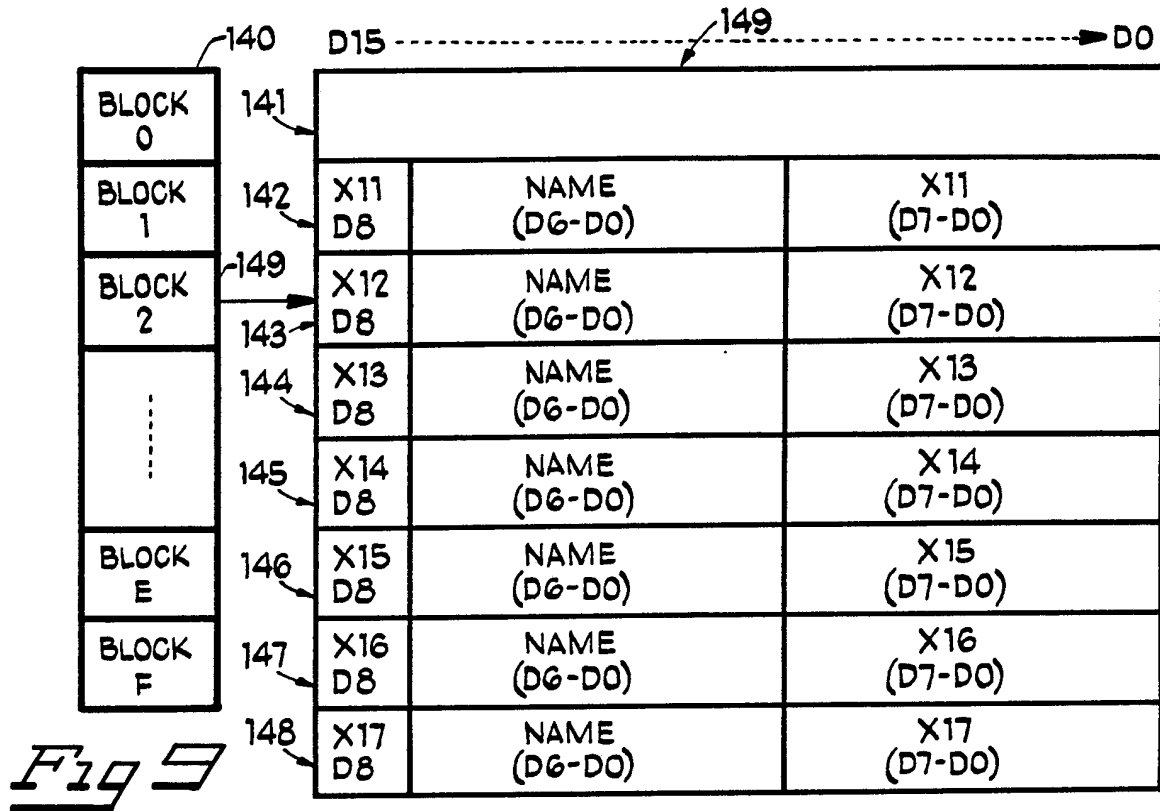 140
D15
149
D0
BLOCK
0
141
BLOCK
1
142
X11
D8
NAME
(D6-D0)
X11
(D7-D0)
BLOCK
2
149
143
X12
D8
NAME
(D6-D0)
X12
(D7-D0)
144
X13
D8
NAME
(D6-D0)
X13
(D7-D0)
145
X14
D8
NAME
(D6-D0)
X14
(D7-D0)
BLOCK
E
146
X15
D8
NAME
(D6-D0)
X15
(D7-D0)
BLOCK
F
147
X16
D8
NAME
(D6-D0)
X16
(D7-D0)
148
X17
D8
NAME
(D6-D0)
X17
(D7-D0)
Fig 9